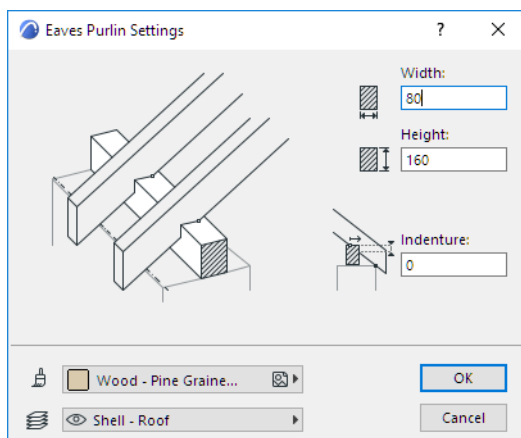 Eaves Purlin Settings
?
Width:
80
Height:
160
Indenture:
0
Wood - Pine Graine...
OK
Shell - Roof
Cancel